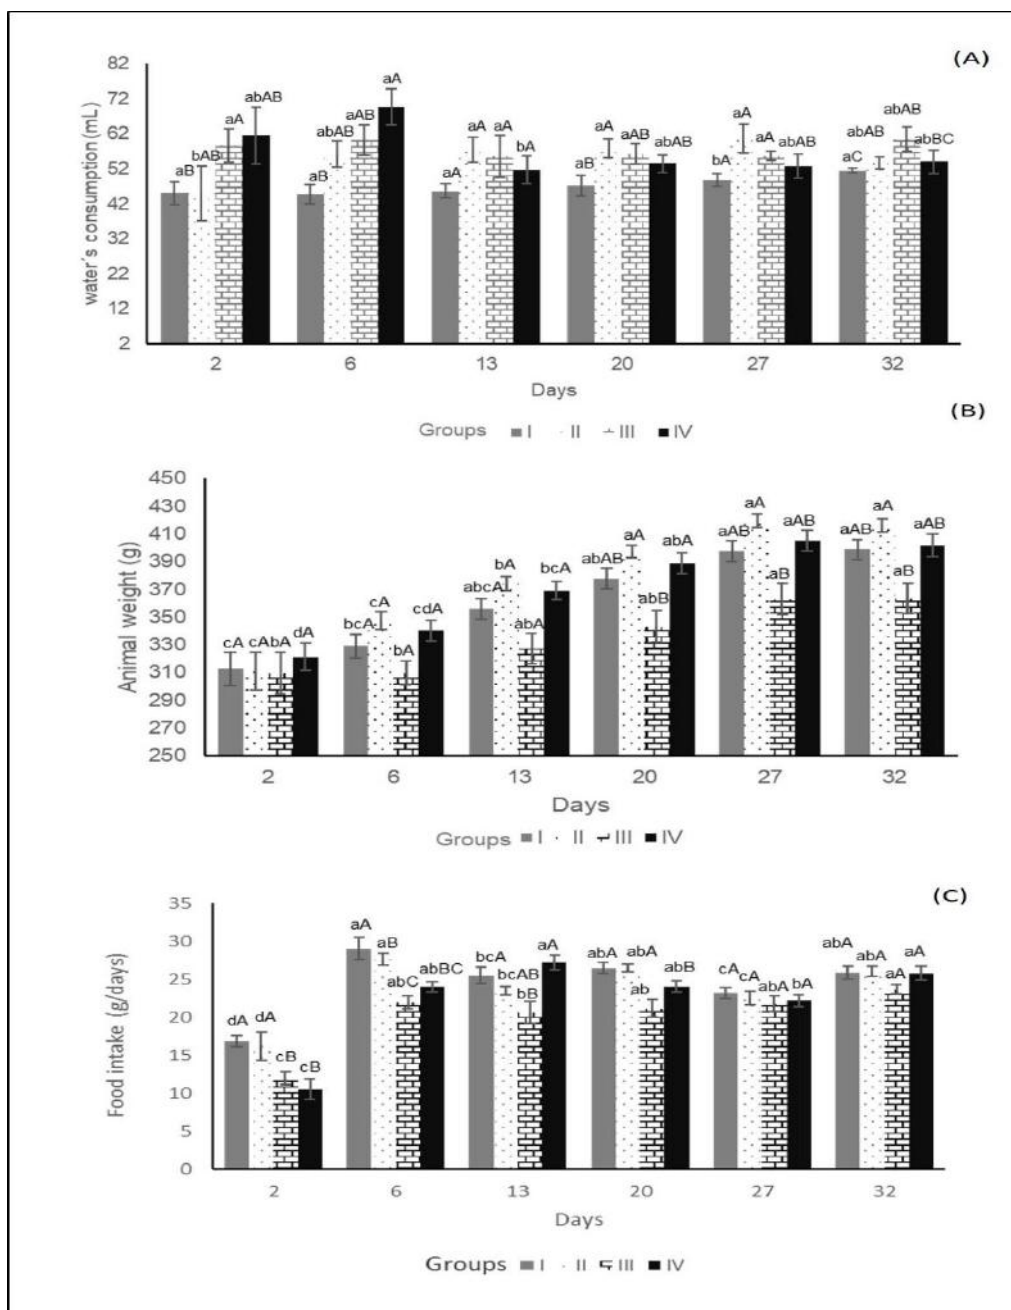 (A)
water´s consumption (mL)
82
72
62
52
42
32
22
12
2
aB bAB aA abAB
aB abAB aAB aA
aA aA aA bA
aB aA aAB abAB
bA aA aA abAB
aC abAB abAB abBC
2 6 13 20 27 32
Days
Groups I II III IV
(B)
Animal weight (g)
450
430
410
390
370
350
330
310
290
270
250
cA cA bA dA
bcA cA bA cdA
abcA bA abA bcA
abAB aA abB abA
aAB aA aB aAB
aAB aA aB aAB
2 6 13 20 27 32
Days
Groups I II III IV
(C)
Food intake (g/days)
35
30
25
20
15
10
5
0
dA dA cB cB
aA aB abC abBC
bcA bcAB bB aA
abA abA ab abB
cA cA abA bA
abA abA aA aA
2 6 13 20 27 32
Days
Groups I II III IV